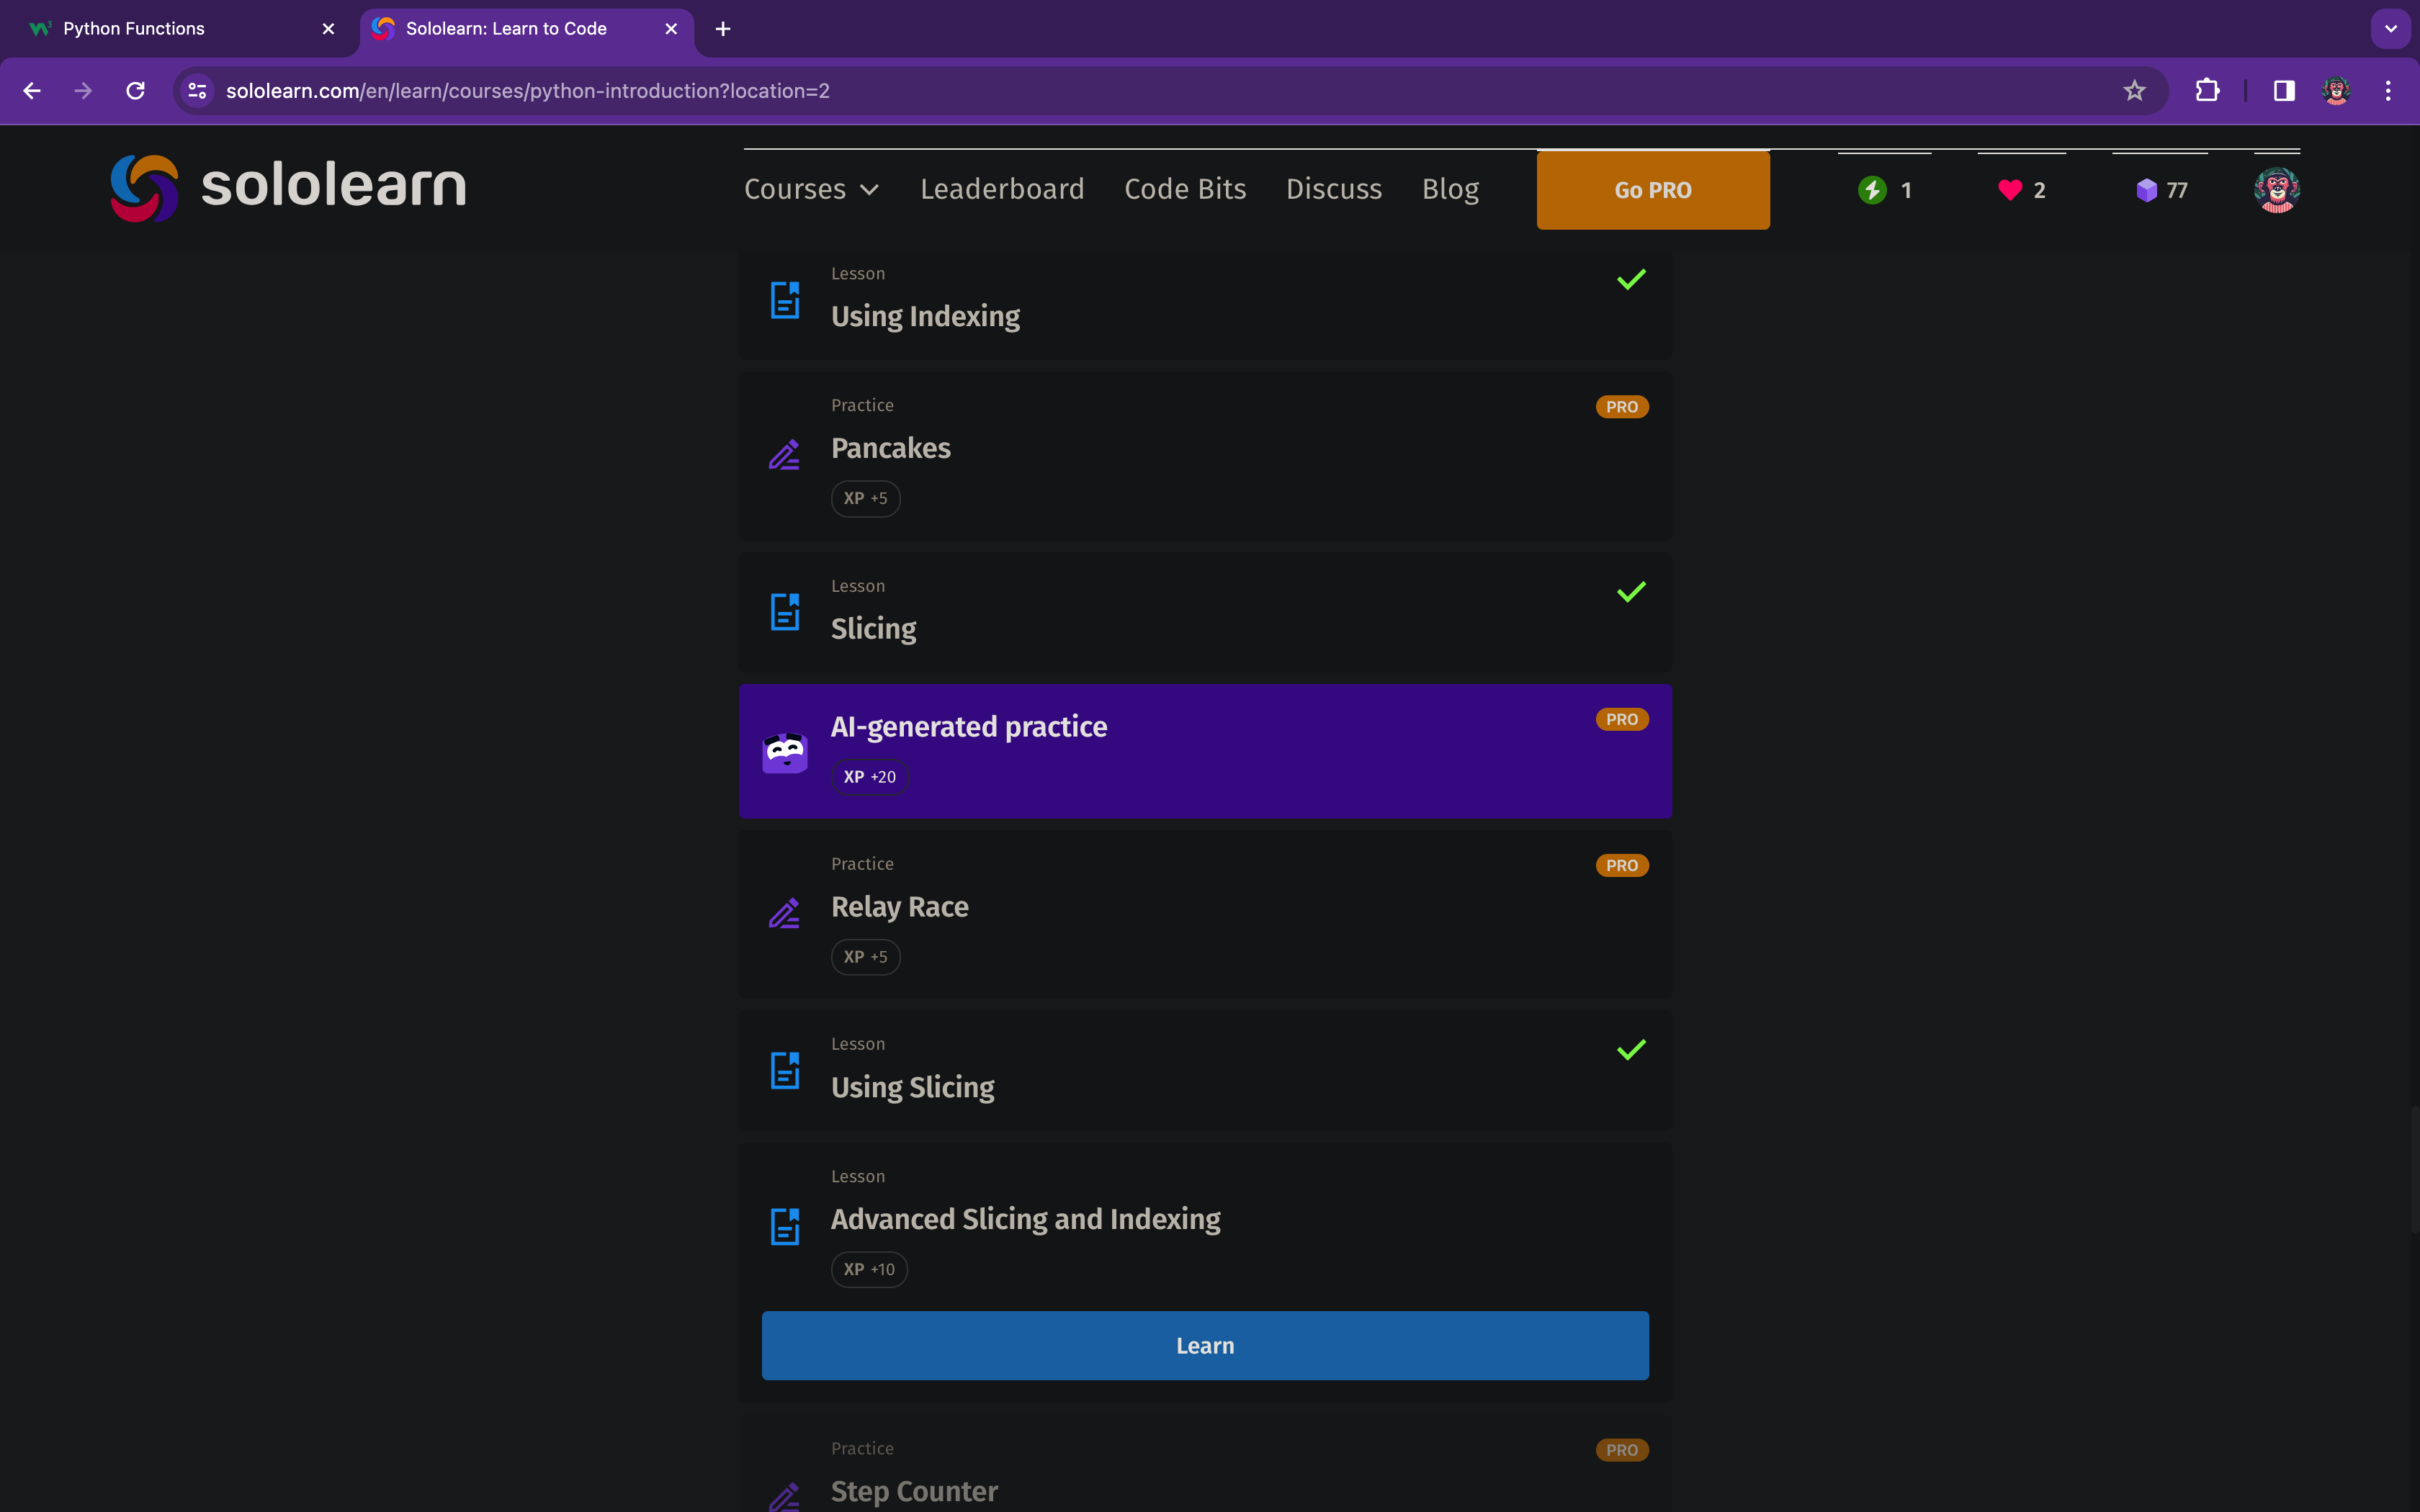 Python Functions
Sololearn: Learn to Code
sololearn.com/en/learn/courses/python-introduction?location=2
sololearn
Courses Leaderboard Code Bits Discuss Blog Go PRO 1 2 77
Lesson
Using Indexing
Practice PRO
Pancakes
XP +5
Lesson
Slicing
AI-generated practice PRO
XP +20
Practice PRO
Relay Race
XP +5
Lesson
Using Slicing
Lesson
Advanced Slicing and Indexing
XP +10
Learn
Practice PRO
Step Counter